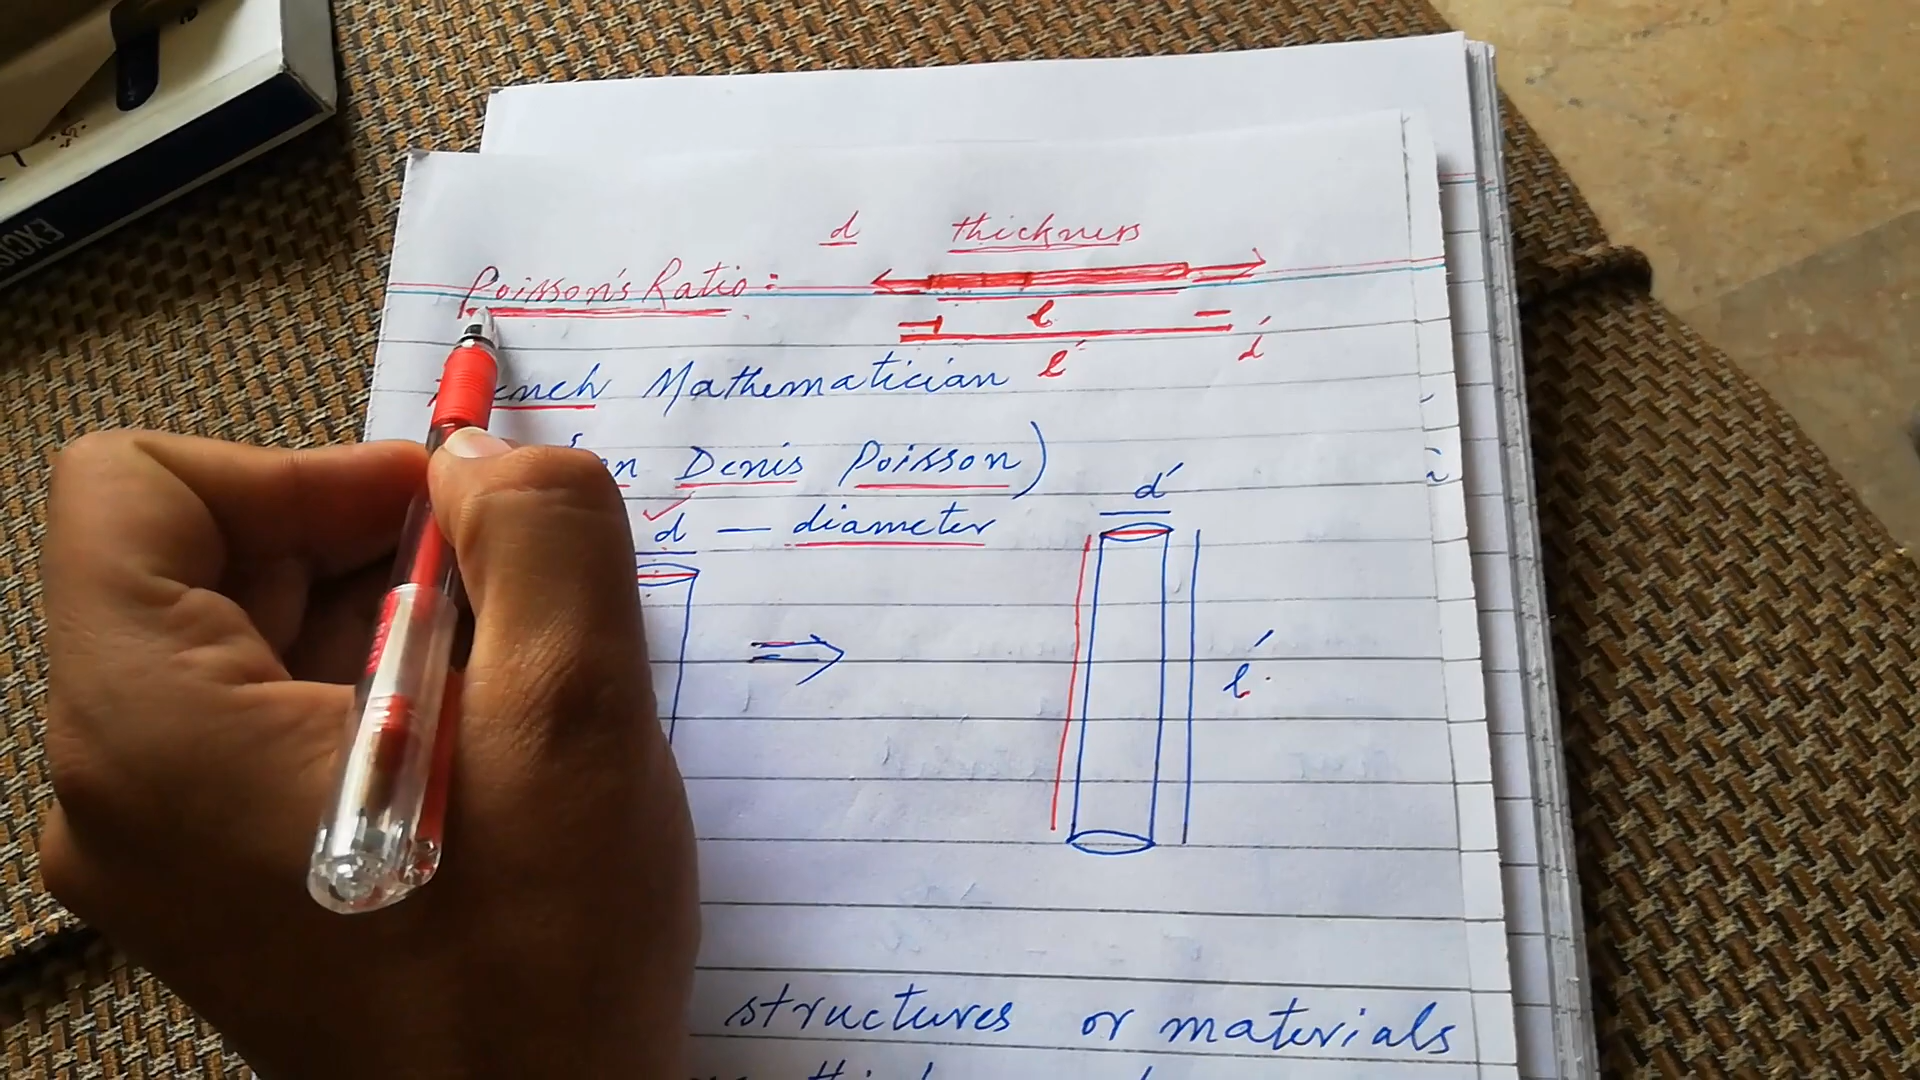 d thickness
Poisson's Ratio:
l
l' d'
Mathematician
Denis Poisson)
d'
d — diameter
l'
structures or materials